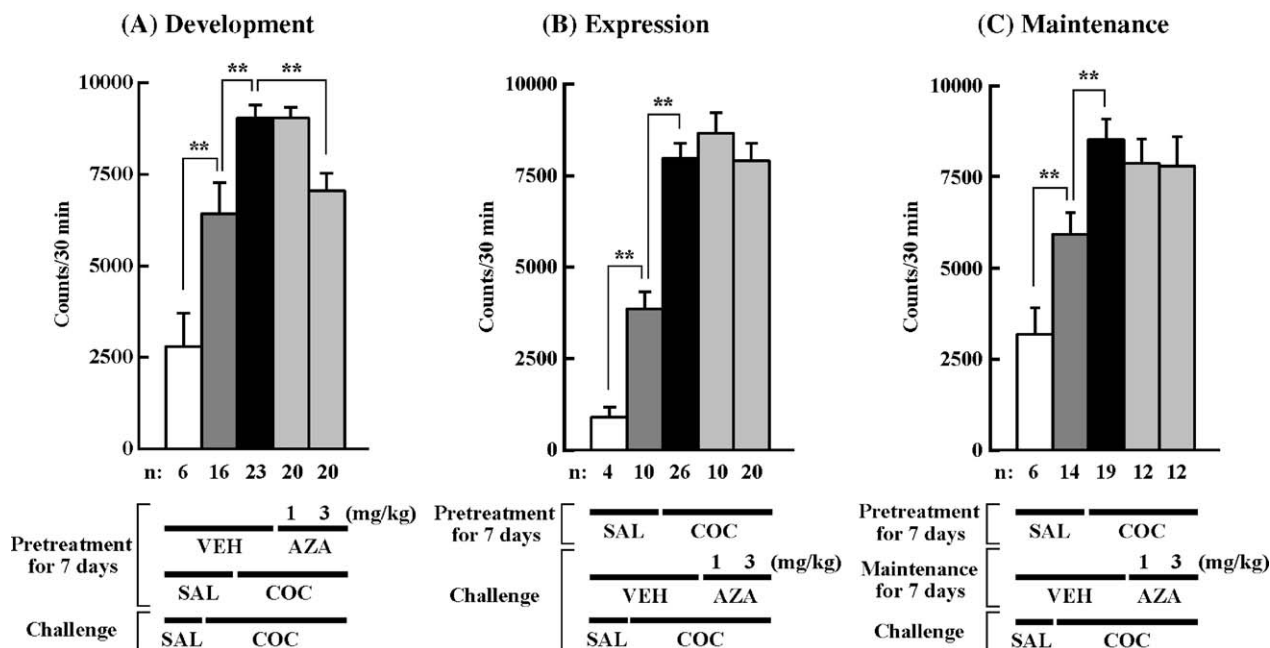 (A) Development
Counts/30 min
10000
7500
5000
2500
0
** ** **
n: 6 16 23 20 20
Pretreatment for 7 days
1 3 (mg/kg)
VEH AZA
SAL COC
Challenge
SAL COC
(B) Expression
Counts/30 min
10000
7500
5000
2500
0
** **
n: 4 10 26 10 20
Pretreatment for 7 days
SAL COC
Challenge
1 3 (mg/kg)
VEH AZA
SAL COC
(C) Maintenance
Counts/30 min
10000
7500
5000
2500
0
** **
n: 6 14 19 12 12
Pretreatment for 7 days
SAL COC
Maintenance for 7 days
1 3 (mg/kg)
VEH AZA
Challenge
SAL COC